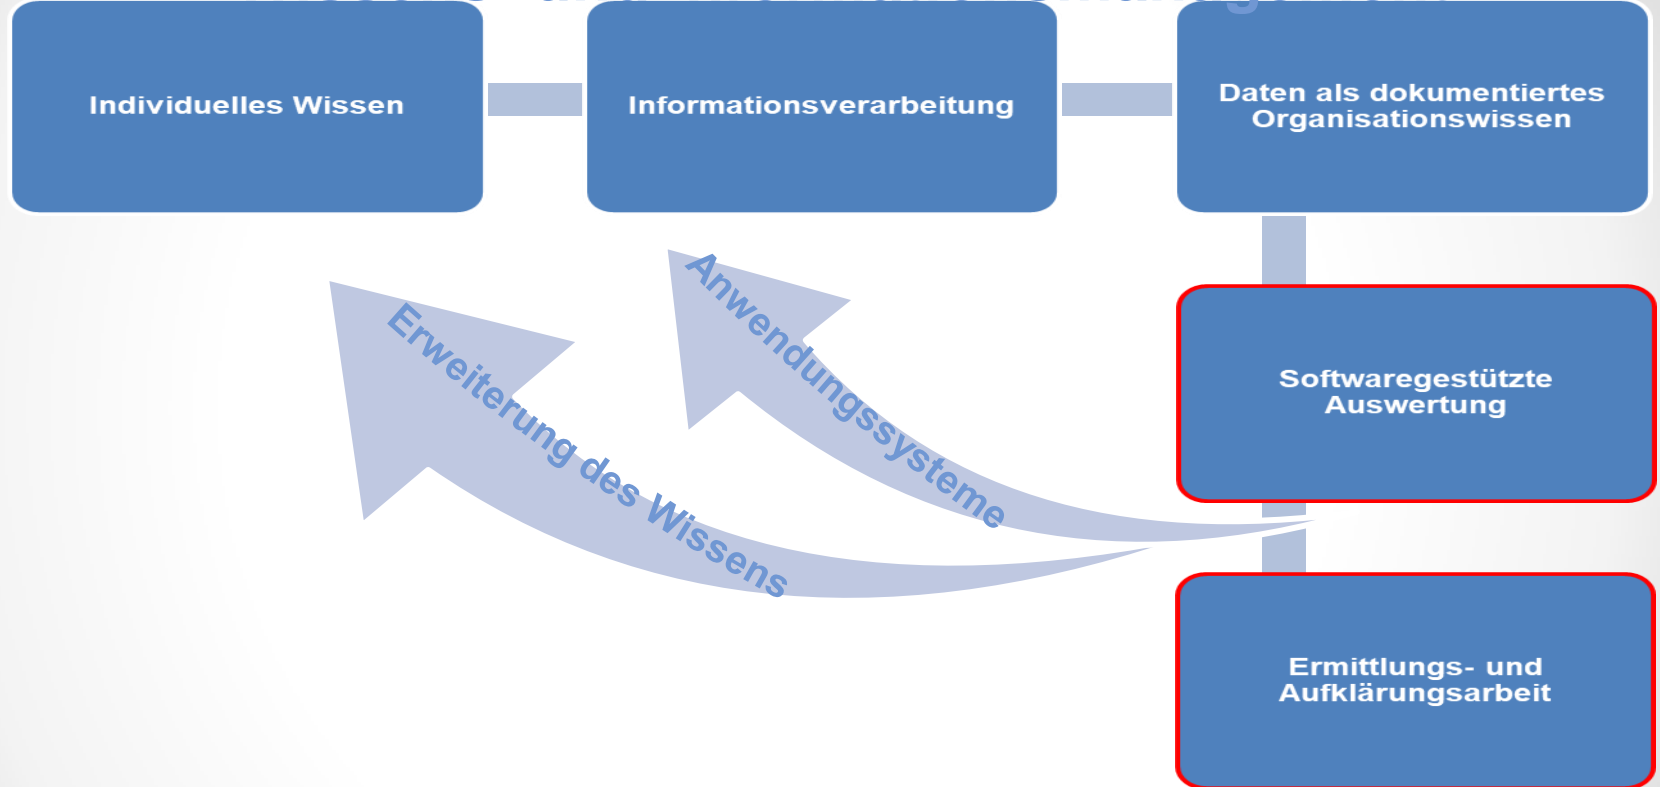 Individuelles Wissen
Informationsverarbeitung
Daten als dokumentiertes
Organisationswissen
Anwendungssysteme
Erweiterung des Wissens
Softwaregestützte
Auswertung
Ermittlungs- und
Aufklärungsarbeit